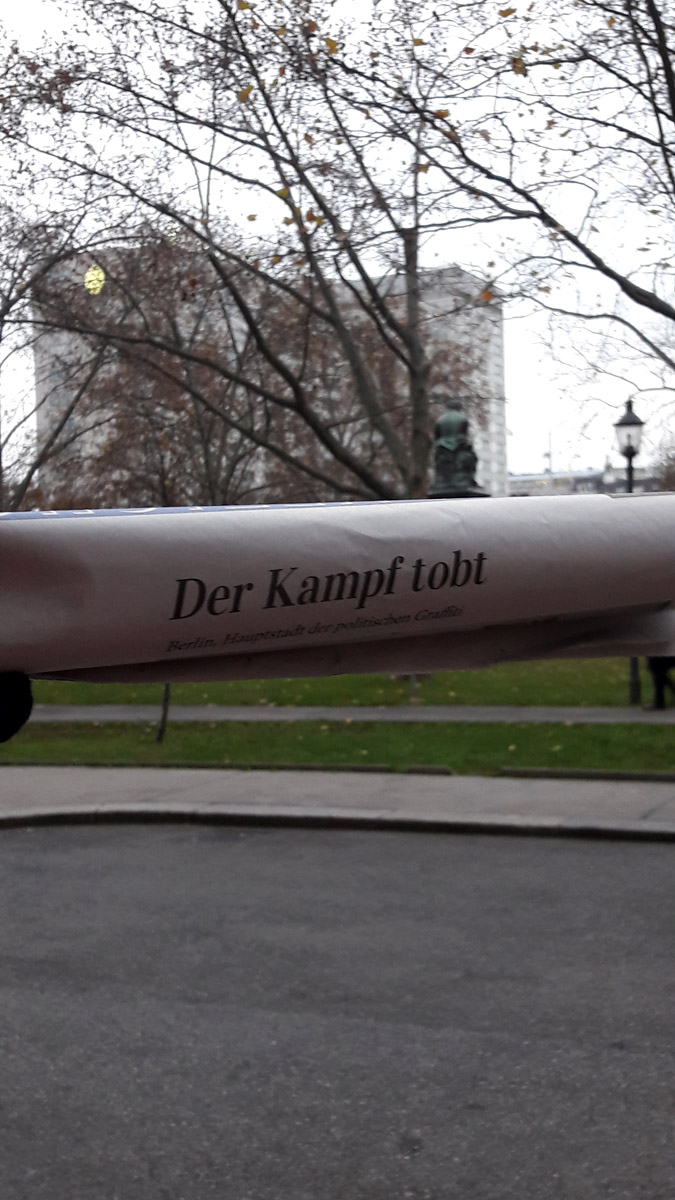 Der Kampf tobt
Berlin, Hauptstadt der politischen Graffiti